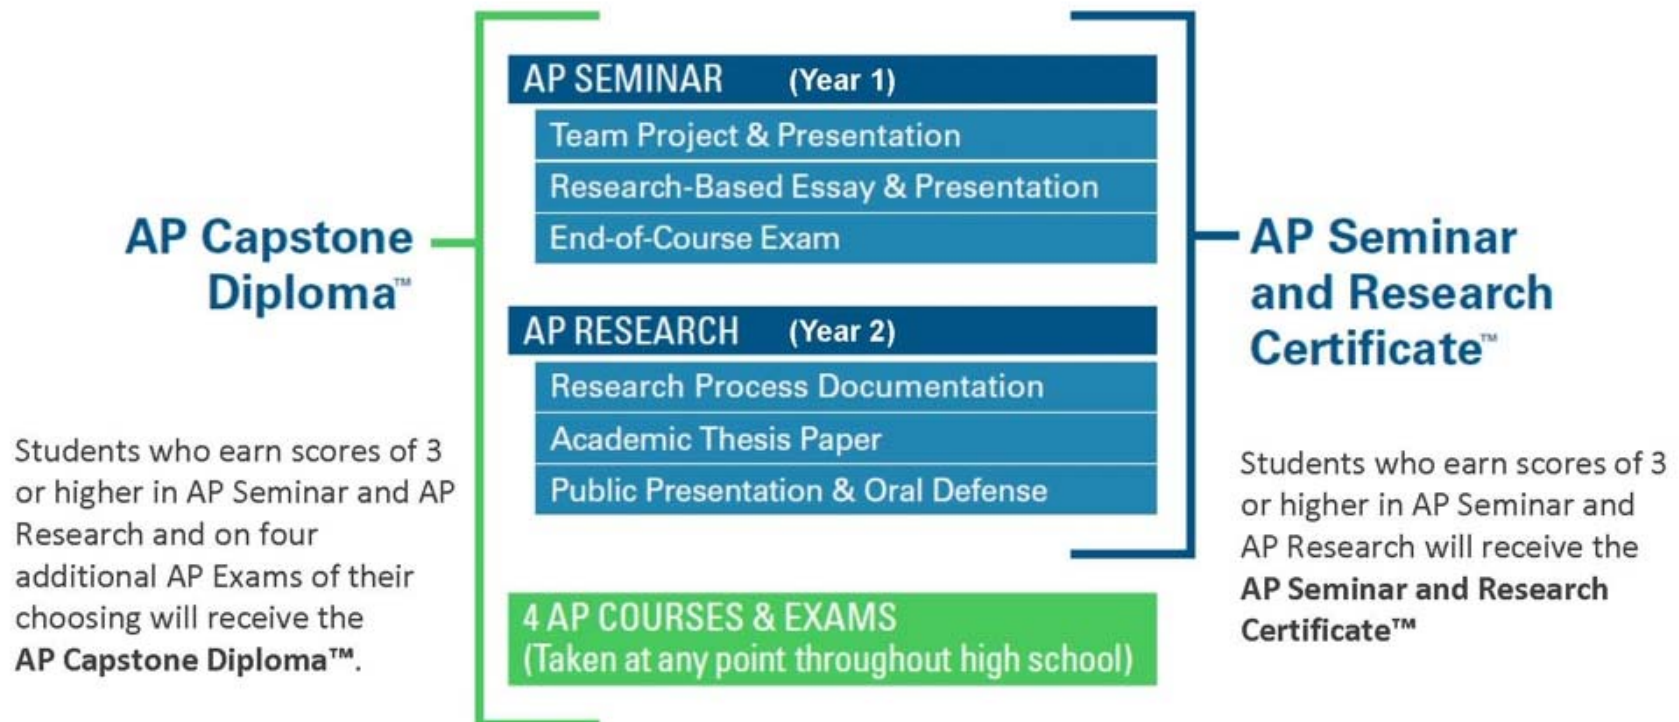 AP Capstone
Diploma™
Students who earn scores of 3
or higher in AP Seminar and AP
Research and on four
additional AP Exams of their
choosing will receive the
AP Capstone Diploma™.
AP SEMINAR (Year 1)
Team Project & Presentation
Research-Based Essay & Presentation
End-of-Course Exam
AP RESEARCH (Year 2)
Research Process Documentation
Academic Thesis Paper
Public Presentation & Oral Defense
4 AP COURSES & EXAMS
(Taken at any point throughout high school)
AP Seminar
and Research
Certificate™
Students who earn scores of 3
or higher in AP Seminar and
AP Research will receive the
AP Seminar and Research
Certificate™